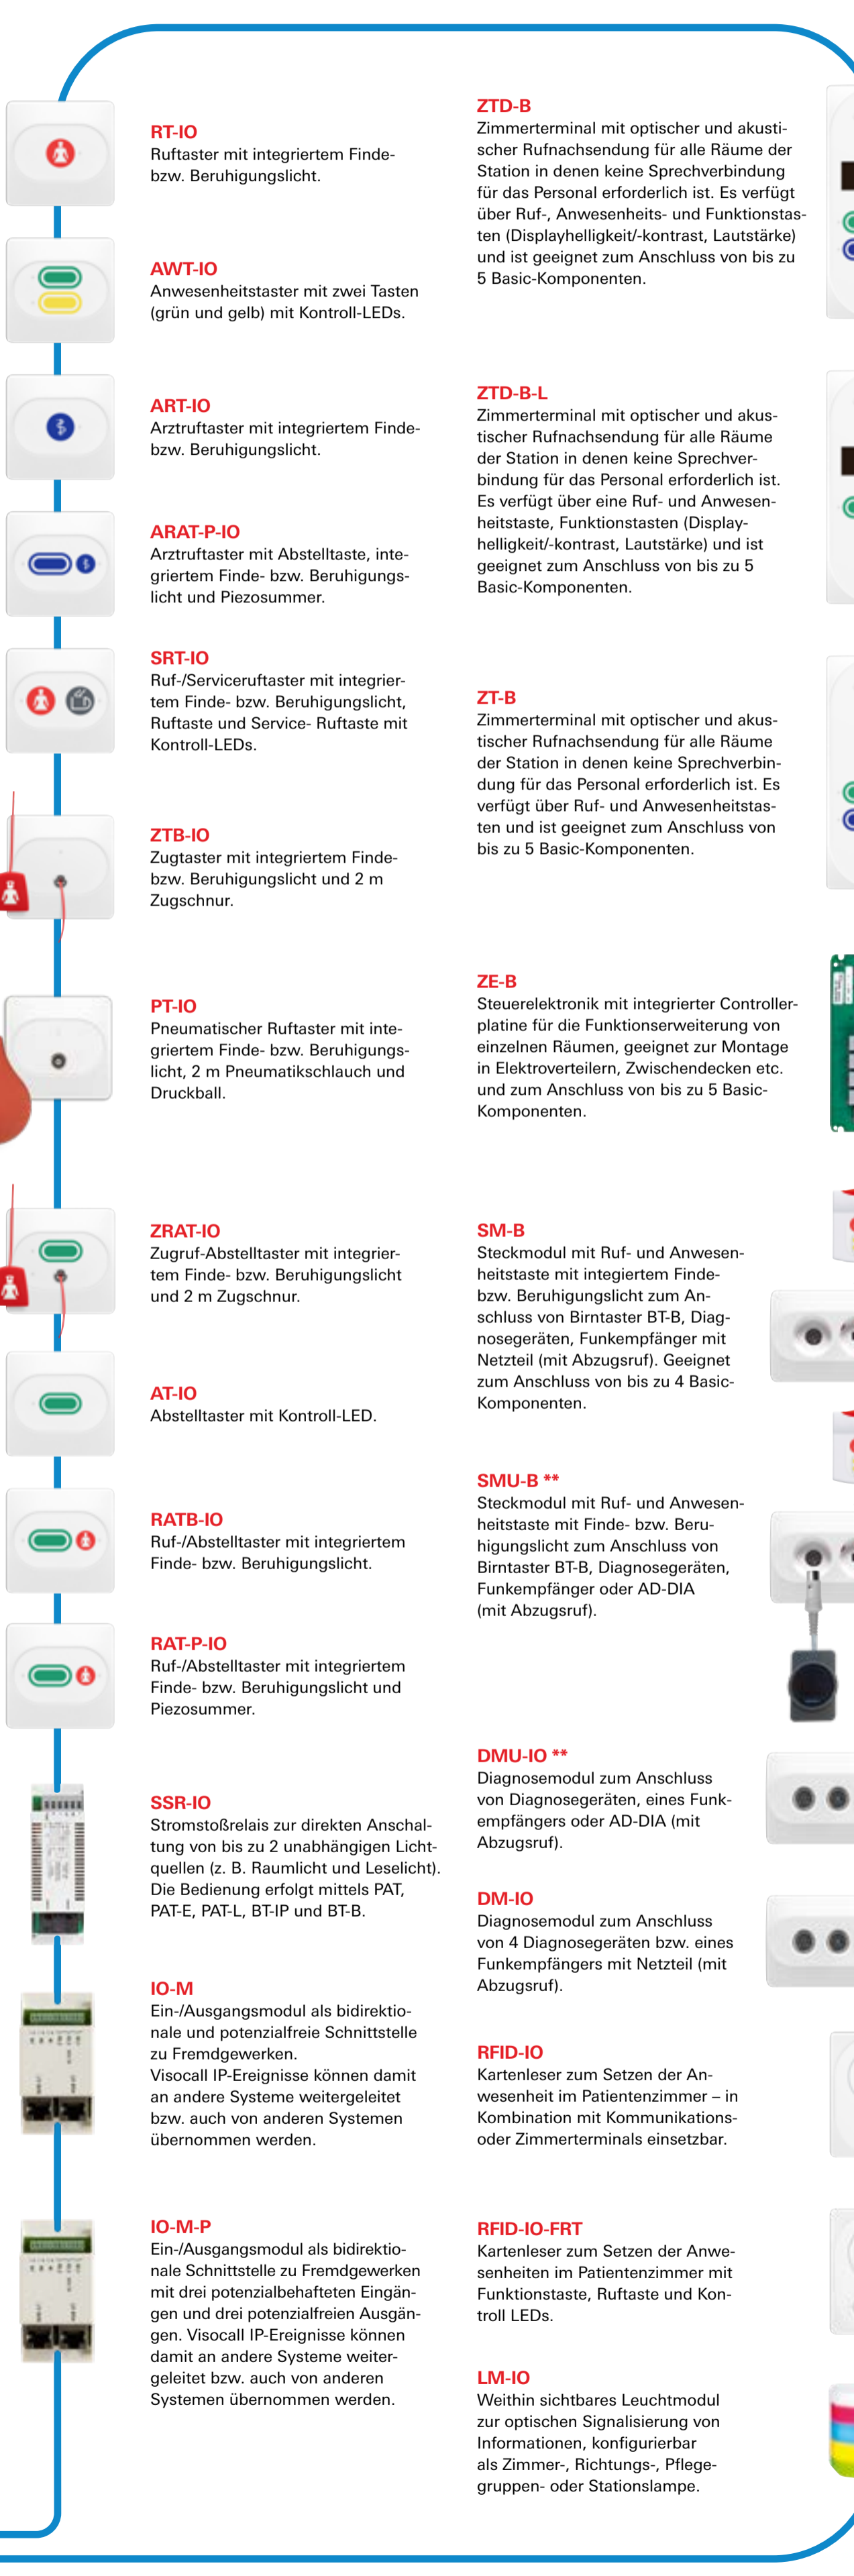 RT-IO
Ruftaster mit integriertem Finde-
bzw. Beruhigungslicht.
AWT-IO
Anwesenheitstaster mit zwei Tasten
(grün und gelb) mit Kontroll-LEDs.
ART-IO
Arztruftaster mit integriertem Finde-
bzw. Beruhigungslicht.
ARAT-P-IO
Arztruftaster mit Abstelltaste, inte-
griertem Finde- bzw. Beruhigungs-
licht und Piezosummer.
SRT-IO
Ruf-/Serviceruftaster mit integrier-
tem Finde- bzw. Beruhigungslicht,
Ruftaste und Service- Ruftaste mit
Kontroll-LEDs.
ZTB-IO
Zugtaster mit integriertem Finde-
bzw. Beruhigungslicht und 2 m
Zugschnur.
PT-IO
Pneumatischer Ruftaster mit inte-
griertem Finde- bzw. Beruhigungs-
licht, 2 m Pneumatikschlauch und
Druckball.
ZRAT-IO
Zugruf-Abstelltaster mit integrier-
tem Finde- bzw. Beruhigungslicht
und 2 m Zugschnur.
AT-IO
Abstelltaster mit Kontroll-LED.
RATB-IO
Ruf-/Abstelltaster mit integriertem
Finde- bzw. Beruhigungslicht.
RAT-P-IO
Ruf-/Abstelltaster mit integriertem
Finde- bzw. Beruhigungslicht und
Piezosummer.
SSR-IO
Stromstoßrelais zur direkten Anschal-
tung von bis zu 2 unabhängigen Licht-
quellen (z. B. Raumlicht und Leselicht).
Die Bedienung erfolgt mittels PAT,
PAT-E, PAT-L, BT-IP und BT-B.
IO-M
Ein-/Ausgangsmodul als bidirektio-
nale und potenzialfreie Schnittstelle
zu Fremdgewerken.
Visocall IP-Ereignisse können damit
an andere Systeme weitergeleitet
bzw. auch von anderen Systemen
übernommen werden.
IO-M-P
Ein-/Ausgangsmodul als bidirektio-
nale Schnittstelle zu Fremdgewerken
mit drei potenzialbehafteten Eingän-
gen und drei potenzialfreien Ausgän-
gen. Visocall IP-Ereignisse können
damit an andere Systeme weiter-
geleitet bzw. auch von anderen
Systemen übernommen werden.
ZTD-B
Zimmerterminal mit optischer und akusti-
scher Rufnachsendung für alle Räume der
Station in denen keine Sprechverbindung
für das Personal erforderlich ist. Es verfügt
über Ruf-, Anwesenheits- und Funktionstas-
ten (Displayhelligkeit/-kontrast, Lautstärke)
und ist geeignet zum Anschluss von bis zu
5 Basic-Komponenten.
ZTD-B-L
Zimmerterminal mit optischer und akus-
tischer Rufnachsendung für alle Räume
der Station in denen keine Sprechver-
bindung für das Personal erforderlich ist.
Es verfügt über eine Ruf- und Anwesen-
heitstaste, Funktionstasten (Display-
helligkeit/-kontrast, Lautstärke) und ist
geeignet zum Anschluss von bis zu 5
Basic-Komponenten.
ZT-B
Zimmerterminal mit optischer und akus-
tischer Rufnachsendung für alle Räume
der Station in denen keine Sprechverbin-
dung für das Personal erforderlich ist. Es
verfügt über Ruf- und Anwesenheitstas-
ten und ist geeignet zum Anschluss von
bis zu 5 Basic-Komponenten.
ZE-B
Steuerelektronik mit integrierter Controller-
platine für die Funktionserweiterung von
einzelnen Räumen, geeignet zur Montage
in Elektroverteilern, Zwischendecken etc.
und zum Anschluss von bis zu 5 Basic-
Komponenten.
SM-B
Steckmodul mit Ruf- und Anwesen-
heitstaste mit integiertem Finde-
bzw. Beruhigungslicht zum An-
schluss von Birntaster BT-B, Diag-
nosegeräten, Funkempfänger mit
Netzteil (mit Abzugsruf). Geeignet
zum Anschluss von bis zu 4 Basic-
Komponenten.
SMU-B **
Steckmodul mit Ruf- und Anwesen-
heitstaste mit Finde- bzw. Beru-
higungslicht zum Anschluss von
Birntaster BT-B, Diagnosegeräten,
Funkempfänger oder AD-DIA
(mit Abzugsruf).
DMU-IO **
Diagnosemodul zum Anschluss
von Diagnosegeräten, eines Funk-
empfängers oder AD-DIA (mit
Abzugsruf).
DM-IO
Diagnosemodul zum Anschluss
von 4 Diagnosegeräten bzw. eines
Funkempfängers mit Netzteil (mit
Abzugsruf).
RFID-IO
Kartenleser zum Setzen der An-
wesenheit im Patientenzimmer – in
Kombination mit Kommunikations-
oder Zimmerterminals einsetzbar.
RFID-IO-FRT
Kartenleser zum Setzen der Anwe-
senheiten im Patientenzimmer mit
Funktionstaste, Ruftaste und Kon-
troll LEDs.
LM-IO
Weithin sichtbares Leuchtmodul
zur optischen Signalisierung von
Informationen, konfigurierbar
als Zimmer-, Richtungs-, Pflege-
gruppen- oder Stationslampe.